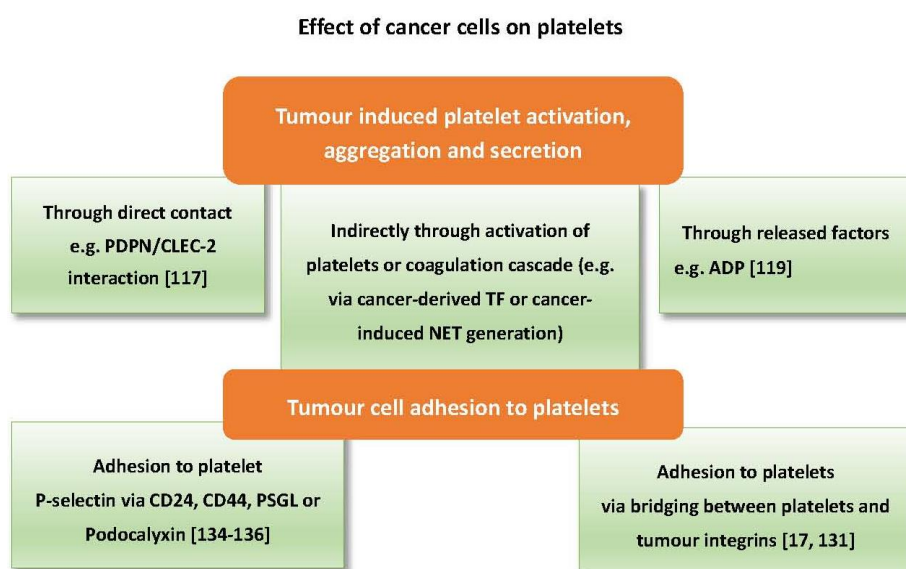 Effect of cancer cells on platelets
Tumour induced platelet activation,
aggregation and secretion
Through direct contact
e.g. PDPN/CLEC-2
interaction [117]
Indirectly through activation of
platelets or coagulation cascade (e.g.
via cancer-derived TF or cancer-
induced NET generation)
Through released factors
e.g. ADP [119]
Tumour cell adhesion to platelets
Adhesion to platelet
P-selectin via CD24, CD44, PSGL or
Podocalyxin [134-136]
Adhesion to platelets
via bridging between platelets and
tumour integrins [17, 131]